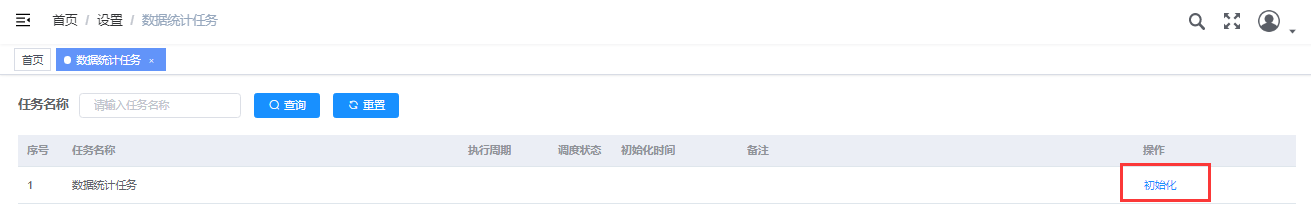 首页 / 设置 / 数据统计任务
首页 数据统计任务 ×
任务名称 请输入任务名称 查询 重置
序号 任务名称 执行周期 调度状态 初始化时间 备注 操作
1 数据统计任务 初始化